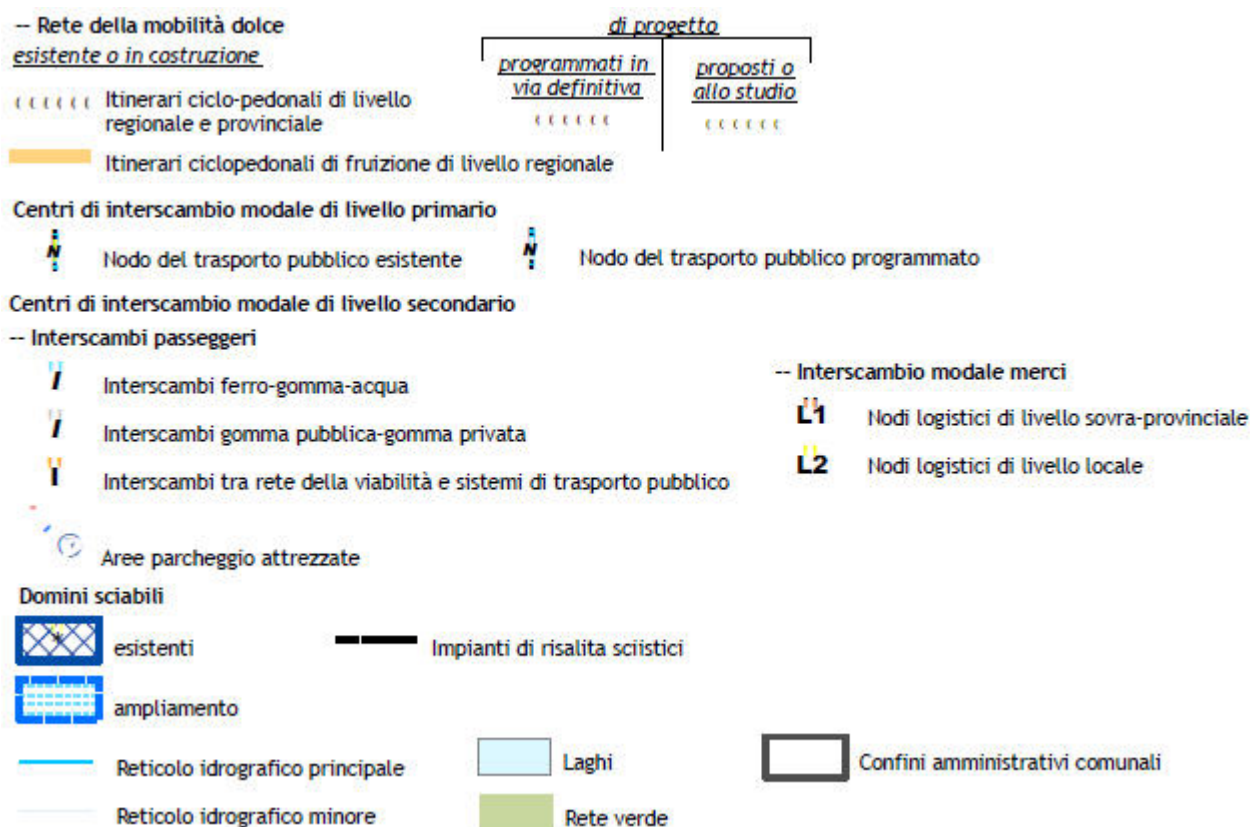 -- Rete della mobilità dolce
esistente o in costruzione
di progetto
programmati in
via definitiva
proposti o
allo studio
Itinerari ciclo-pedonali di livello
regionale e provinciale
Itinerari ciclopedonali di fruizione di livello regionale
Centri di interscambio modale di livello primario
N Nodo del trasporto pubblico esistente
N Nodo del trasporto pubblico programmato
Centri di interscambio modale di livello secondario
-- Interscambi passeggeri
I Interscambi ferro-gomma-acqua
I Interscambi gomma pubblica-gomma privata
I Interscambi tra rete della viabilità e sistemi di trasporto pubblico
-- Interscambio modale merci
L1 Nodi logistici di livello sovra-provinciale
L2 Nodi logistici di livello locale
Aree parcheggio attrezzate
Domini sciabili
esistenti
Impianti di risalita sciistici
ampliamento
Reticolo idrografico principale
Laghi
Confini amministrativi comunali
Reticolo idrografico minore
Rete verde